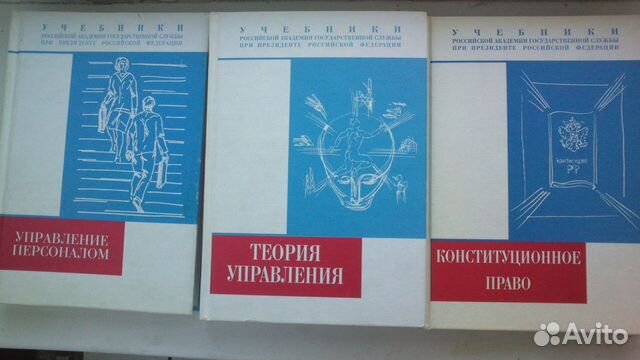 УЧЕБНИКИ
РОССИЙСКОЙ АКАДЕМИИ ГОСУДАРСТВЕННОЙ СЛУЖБЫ
ПРИ ПРЕЗИДЕНТЕ РОССИЙСКОЙ ФЕДЕРАЦИИ
УПРАВЛЕНИЕ
ПЕРСОНАЛОМ
УЧЕБНИКИ
РОССИЙСКОЙ АКАДЕМИИ ГОСУДАРСТВЕННОЙ СЛУЖБЫ
ПРИ ПРЕЗИДЕНТЕ РОССИЙСКОЙ ФЕДЕРАЦИИ
ТЕОРИЯ
УПРАВЛЕНИЯ
УЧЕБНИКИ
РОССИЙСКОЙ АКАДЕМИИ ГОСУДАРСТВЕННОЙ СЛУЖБЫ
ПРИ ПРЕЗИДЕНТЕ РОССИЙСКОЙ ФЕДЕРАЦИИ
РФ
КОНСТИТУЦИОННОЕ
ПРАВО
Avito